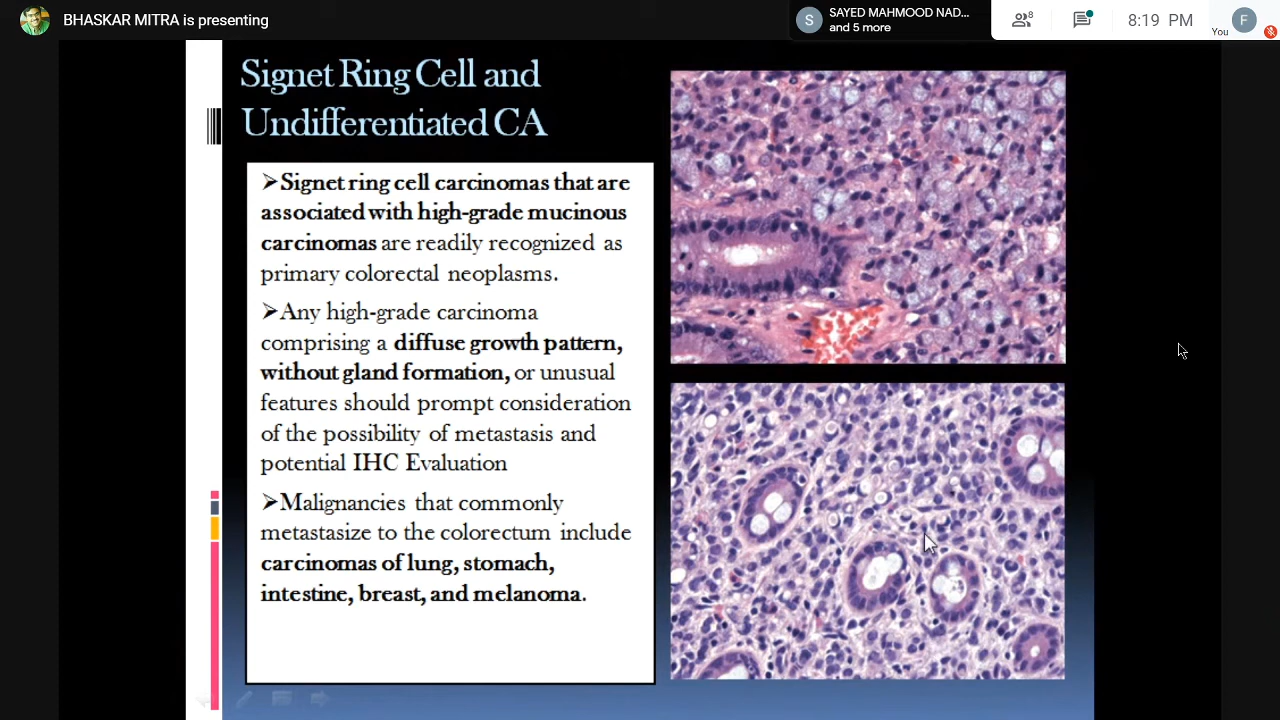 BHASKAR MITRA is presenting
S
SAYED MAHMOOD NAD...
and 5 more
8
8:19 PM
You
F
Signet Ring Cell and
Undifferentiated CA
➢Signet ring cell carcinomas that are
associated with high-grade mucinous
carcinomas are readily recognized as
primary colorectal neoplasms.
➢Any high-grade carcinoma
comprising a diffuse growth pattern,
without gland formation, or unusual
features should prompt consideration
of the possibility of metastasis and
potential IHC Evaluation
➢Malignancies that commonly
metastasize to the colorectum include
carcinomas of lung, stomach,
intestine, breast, and melanoma.